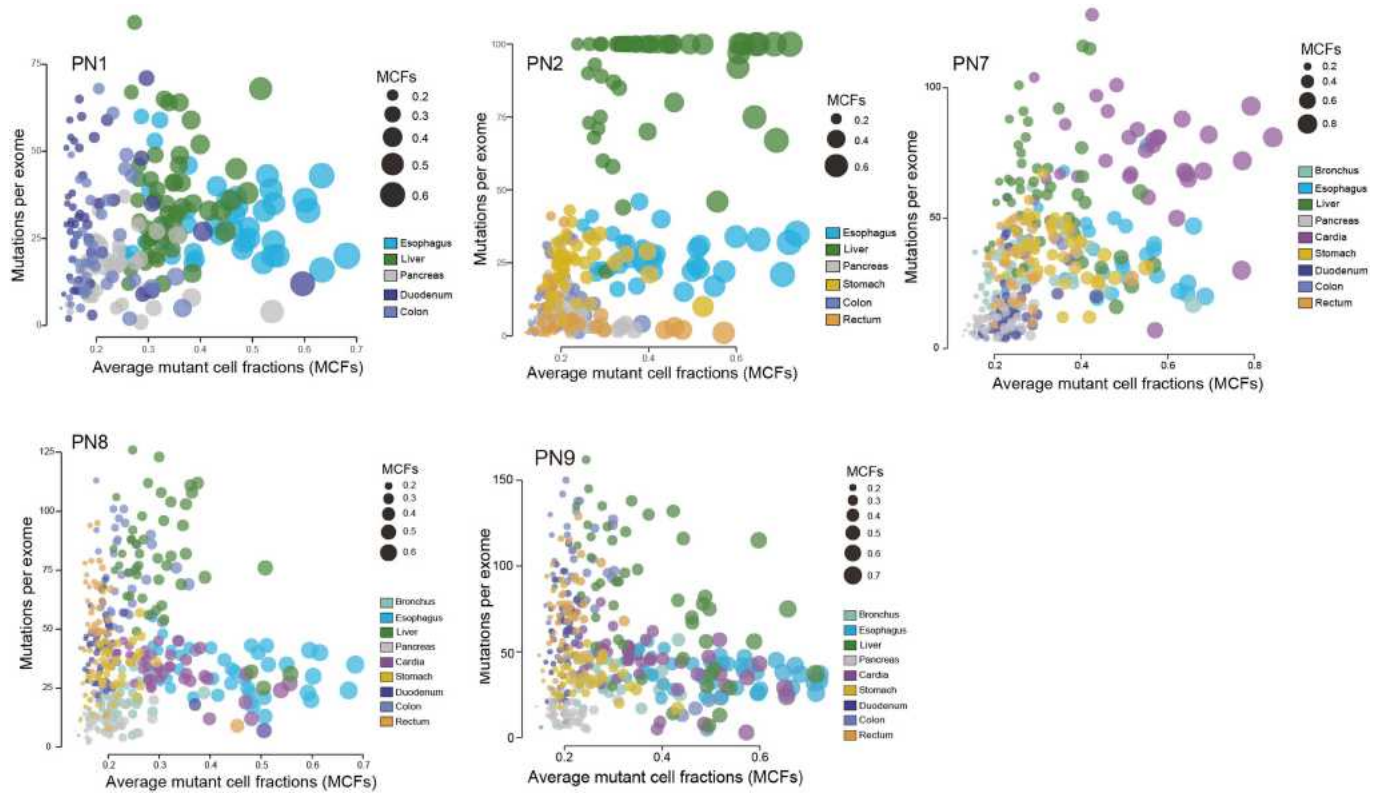 PN1
Mutations per exome
75
50
25
0
0.2 0.3 0.4 0.5 0.6 0.7
Average mutant cell fractions (MCFs)
MCFs
0.2
0.3
0.4
0.5
0.6
Esophagus
Liver
Pancreas
Duodenum
Colon
PN2
Mutations per exome
100
75
50
25
0
0.2 0.4 0.6
Average mutant cell fractions (MCFs)
MCFs
0.2
0.4
0.6
Esophagus
Liver
Pancreas
Stomach
Colon
Rectum
PN7
Mutations per exome
100
50
0
0.2 0.4 0.6 0.8
Average mutant cell fractions (MCFs)
MCFs
0.2
0.4
0.6
0.8
Bronchus
Esophagus
Liver
Pancreas
Cardia
Stomach
Duodenum
Colon
Rectum
PN8
Mutations per exome
125
100
75
50
25
0
0.2 0.3 0.4 0.5 0.6 0.7
Average mutant cell fractions (MCFs)
MCFs
0.2
0.3
0.4
0.5
0.6
Bronchus
Esophagus
Liver
Pancreas
Cardia
Stomach
Duodenum
Colon
Rectum
PN9
Mutations per exome
150
100
50
0
0.2 0.4 0.6
Average mutant cell fractions (MCFs)
MCFs
0.2
0.3
0.4
0.5
0.6
0.7
Bronchus
Esophagus
Liver
Pancreas
Cardia
Stomach
Duodenum
Colon
Rectum